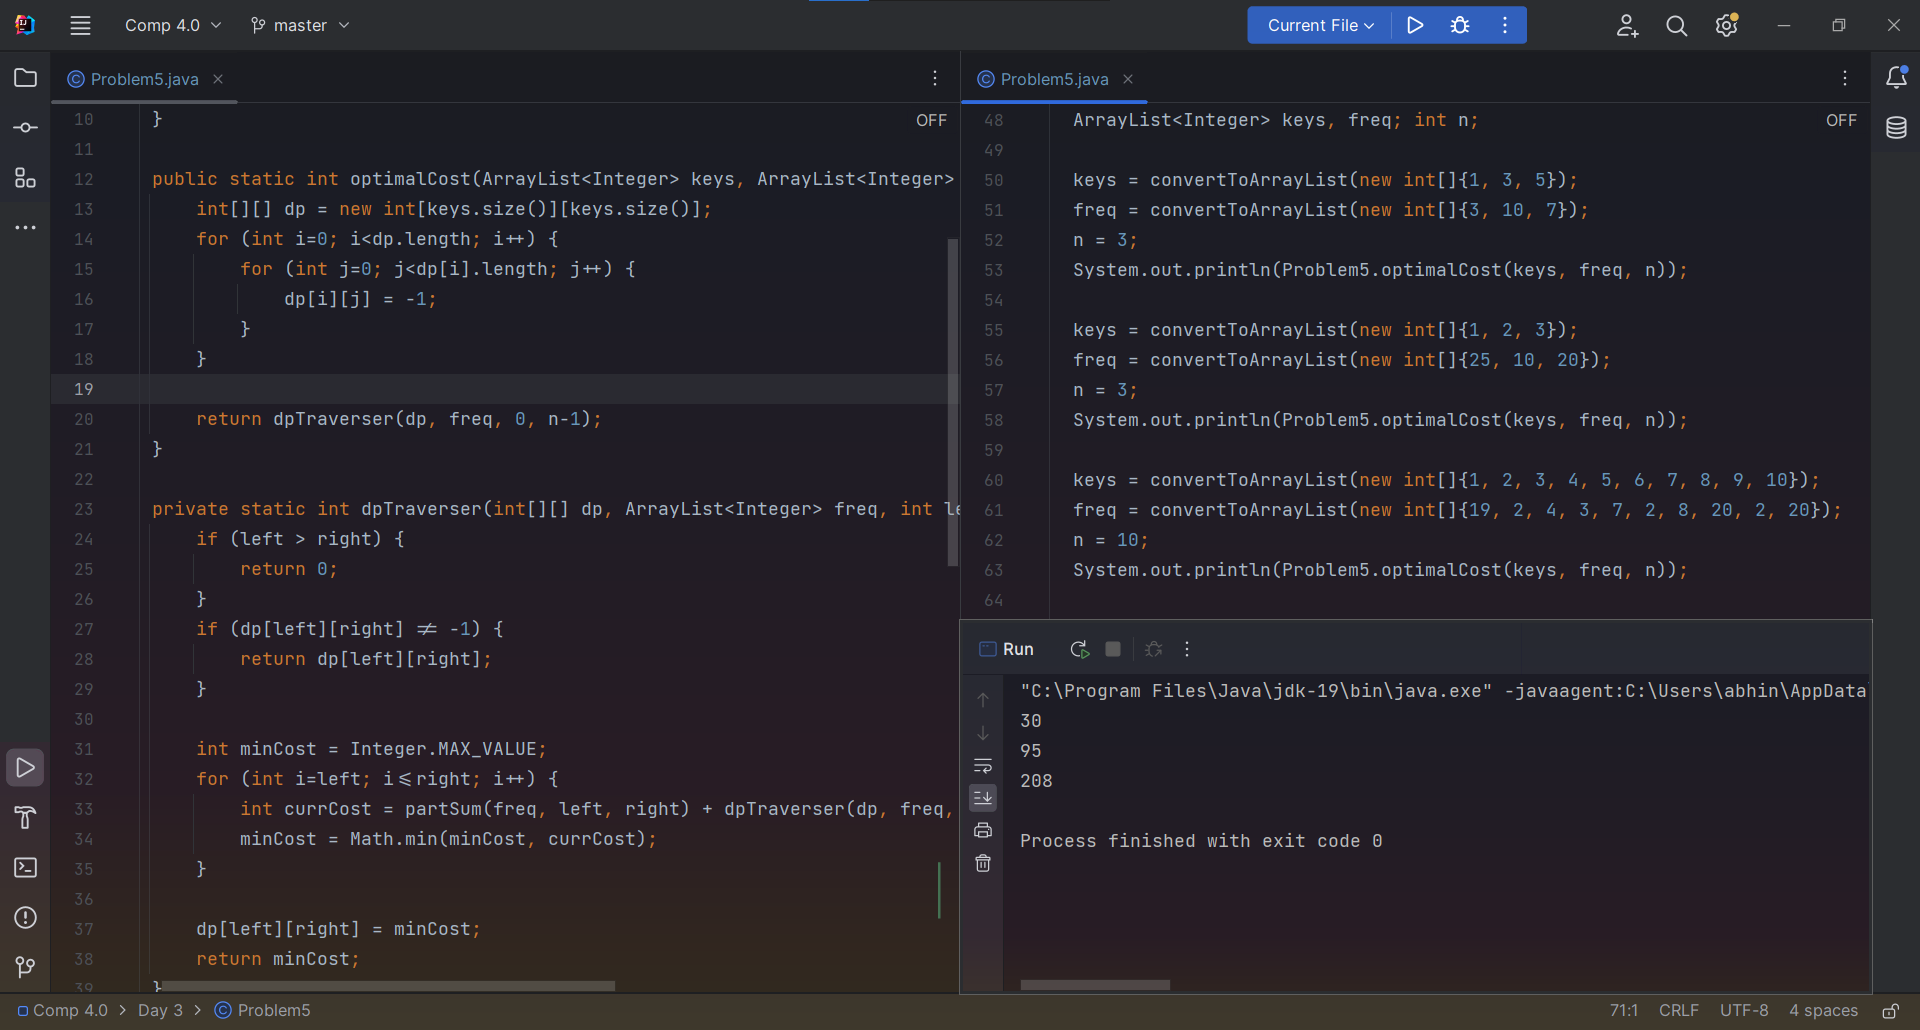 Comp 4.0 master Current File
Problem5.java
10 } OFF
11
12 public static int optimalCost(ArrayList<Integer> keys, ArrayList<Integer>
13 int[][] dp = new int[keys.size()][keys.size()];
14 for (int i=0; i<dp.length; i++) {
15 for (int j=0; j<dp[i].length; j++) {
16 dp[i][j] = -1;
17 }
18 }
19
20 return dpTraverser(dp, freq, 0, n-1);
21 }
22
23 private static int dpTraverser(int[][] dp, ArrayList<Integer> freq, int le
24 if (left > right) {
25 return 0;
26 }
27 if (dp[left][right] != -1) {
28 return dp[left][right];
29 }
30
31 int minCost = Integer.MAX_VALUE;
32 for (int i=left; i<=right; i++) {
33 int currCost = partSum(freq, left, right) + dpTraverser(dp, freq,
34 minCost = Math.min(minCost, currCost);
35 }
36
37 dp[left][right] = minCost;
38 return minCost;
39 }
Problem5.java
48 ArrayList<Integer> keys, freq; int n; OFF
49
50 keys = convertToArrayList(new int[]{1, 3, 5});
51 freq = convertToArrayList(new int[]{3, 10, 7});
52 n = 3;
53 System.out.println(Problem5.optimalCost(keys, freq, n));
54
55 keys = convertToArrayList(new int[]{1, 2, 3});
56 freq = convertToArrayList(new int[]{25, 10, 20});
57 n = 3;
58 System.out.println(Problem5.optimalCost(keys, freq, n));
59
60 keys = convertToArrayList(new int[]{1, 2, 3, 4, 5, 6, 7, 8, 9, 10});
61 freq = convertToArrayList(new int[]{19, 2, 4, 3, 7, 2, 8, 20, 2, 20});
62 n = 10;
63 System.out.println(Problem5.optimalCost(keys, freq, n));
64
Run
"C:\Program Files\Java\jdk-19\bin\java.exe" -javaagent:C:\Users\abhin\AppData
30
95
208
Process finished with exit code 0
Comp 4.0 > Day 3 > Problem5 71:1 CRLF UTF-8 4 spaces